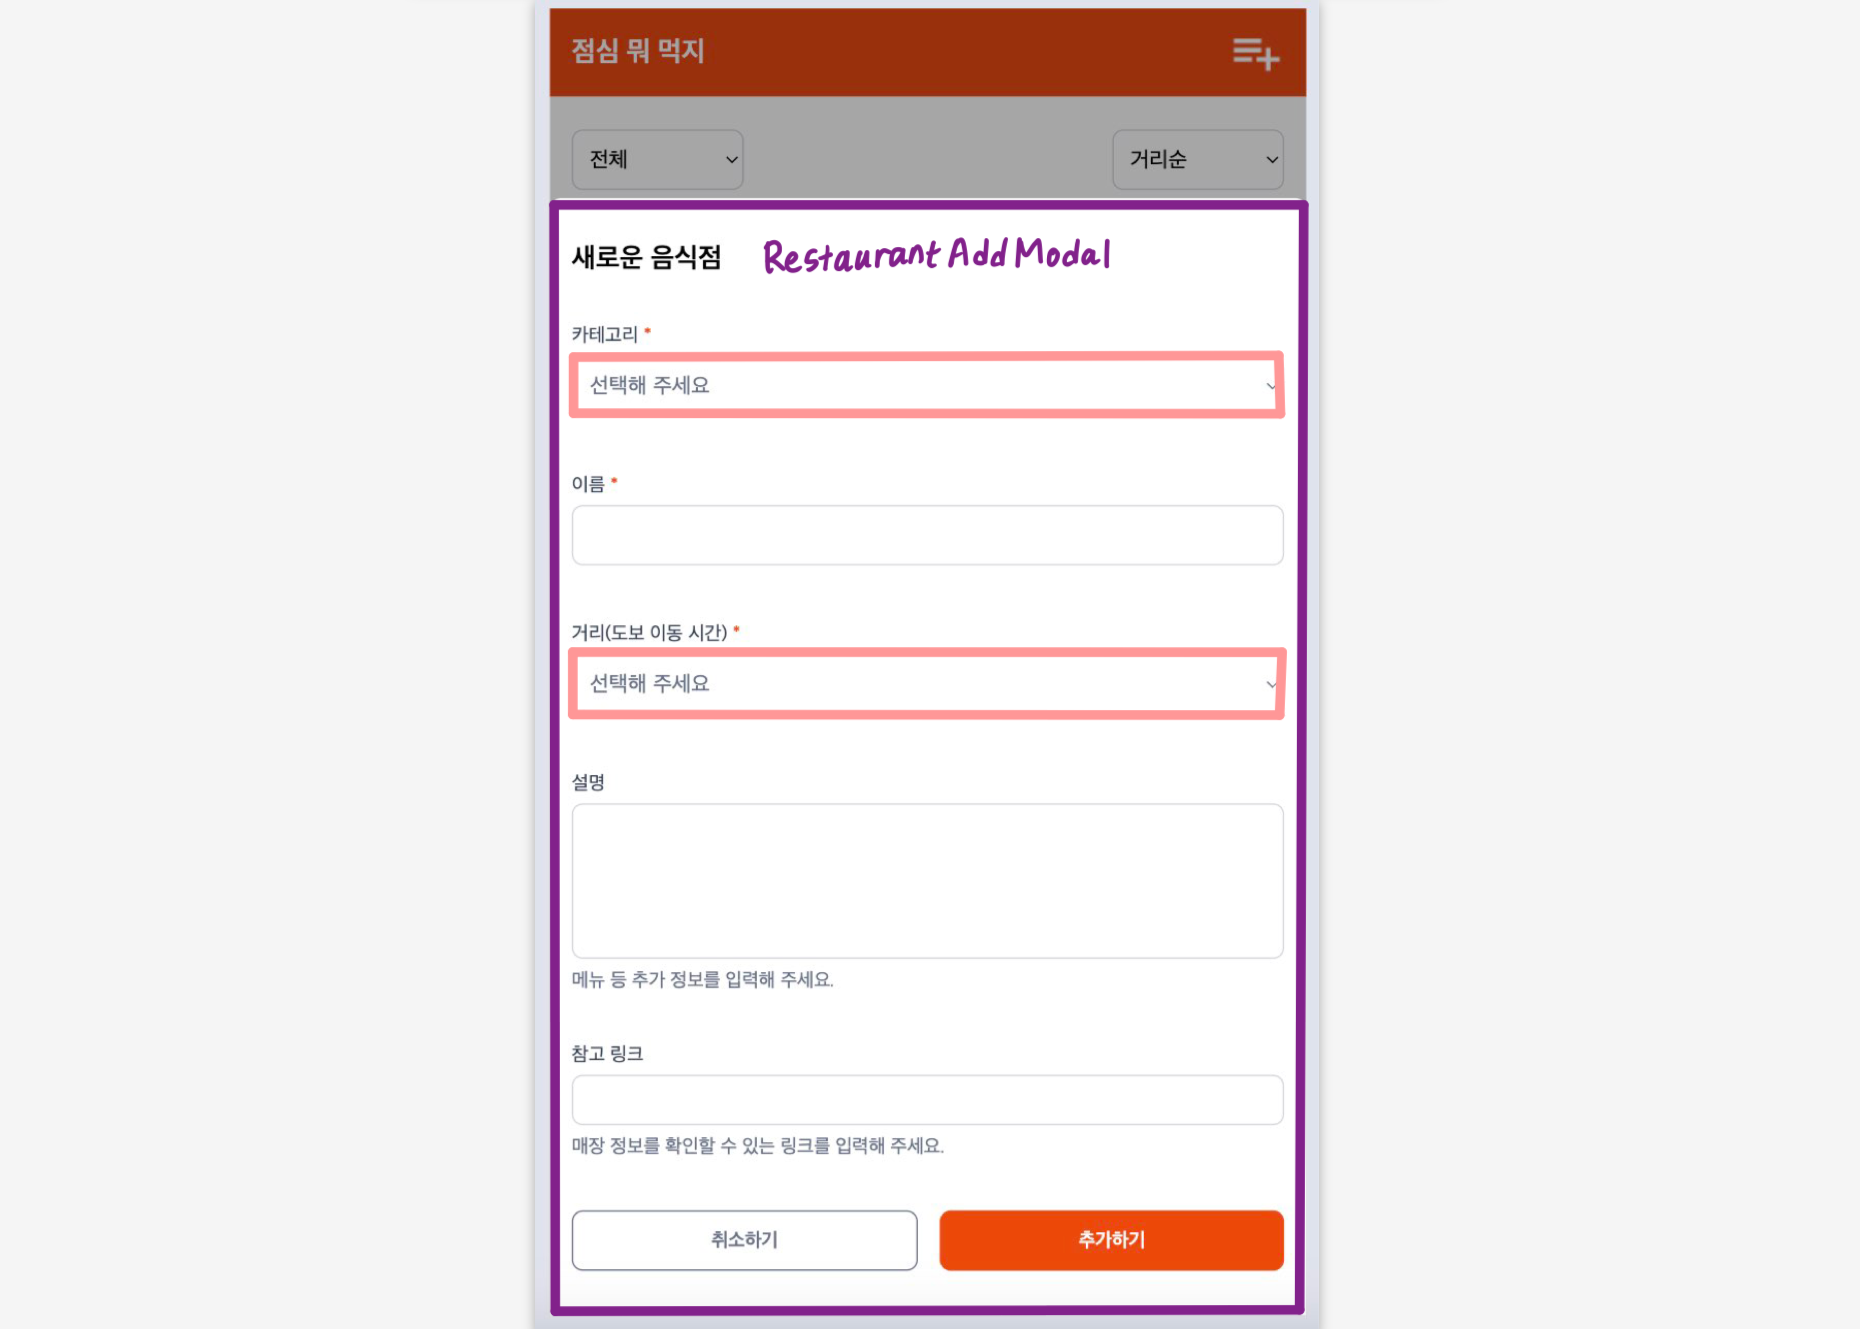 점심 뭐 먹지
전체
거리순
새로운 음식점 Restaurant Add Modal
카테고리 *
선택해 주세요
이름 *
거리(도보 이동 시간) *
선택해 주세요
설명
메뉴 등 추가 정보를 입력해 주세요.
참고 링크
매장 정보를 확인할 수 있는 링크를 입력해 주세요.
취소하기
추가하기